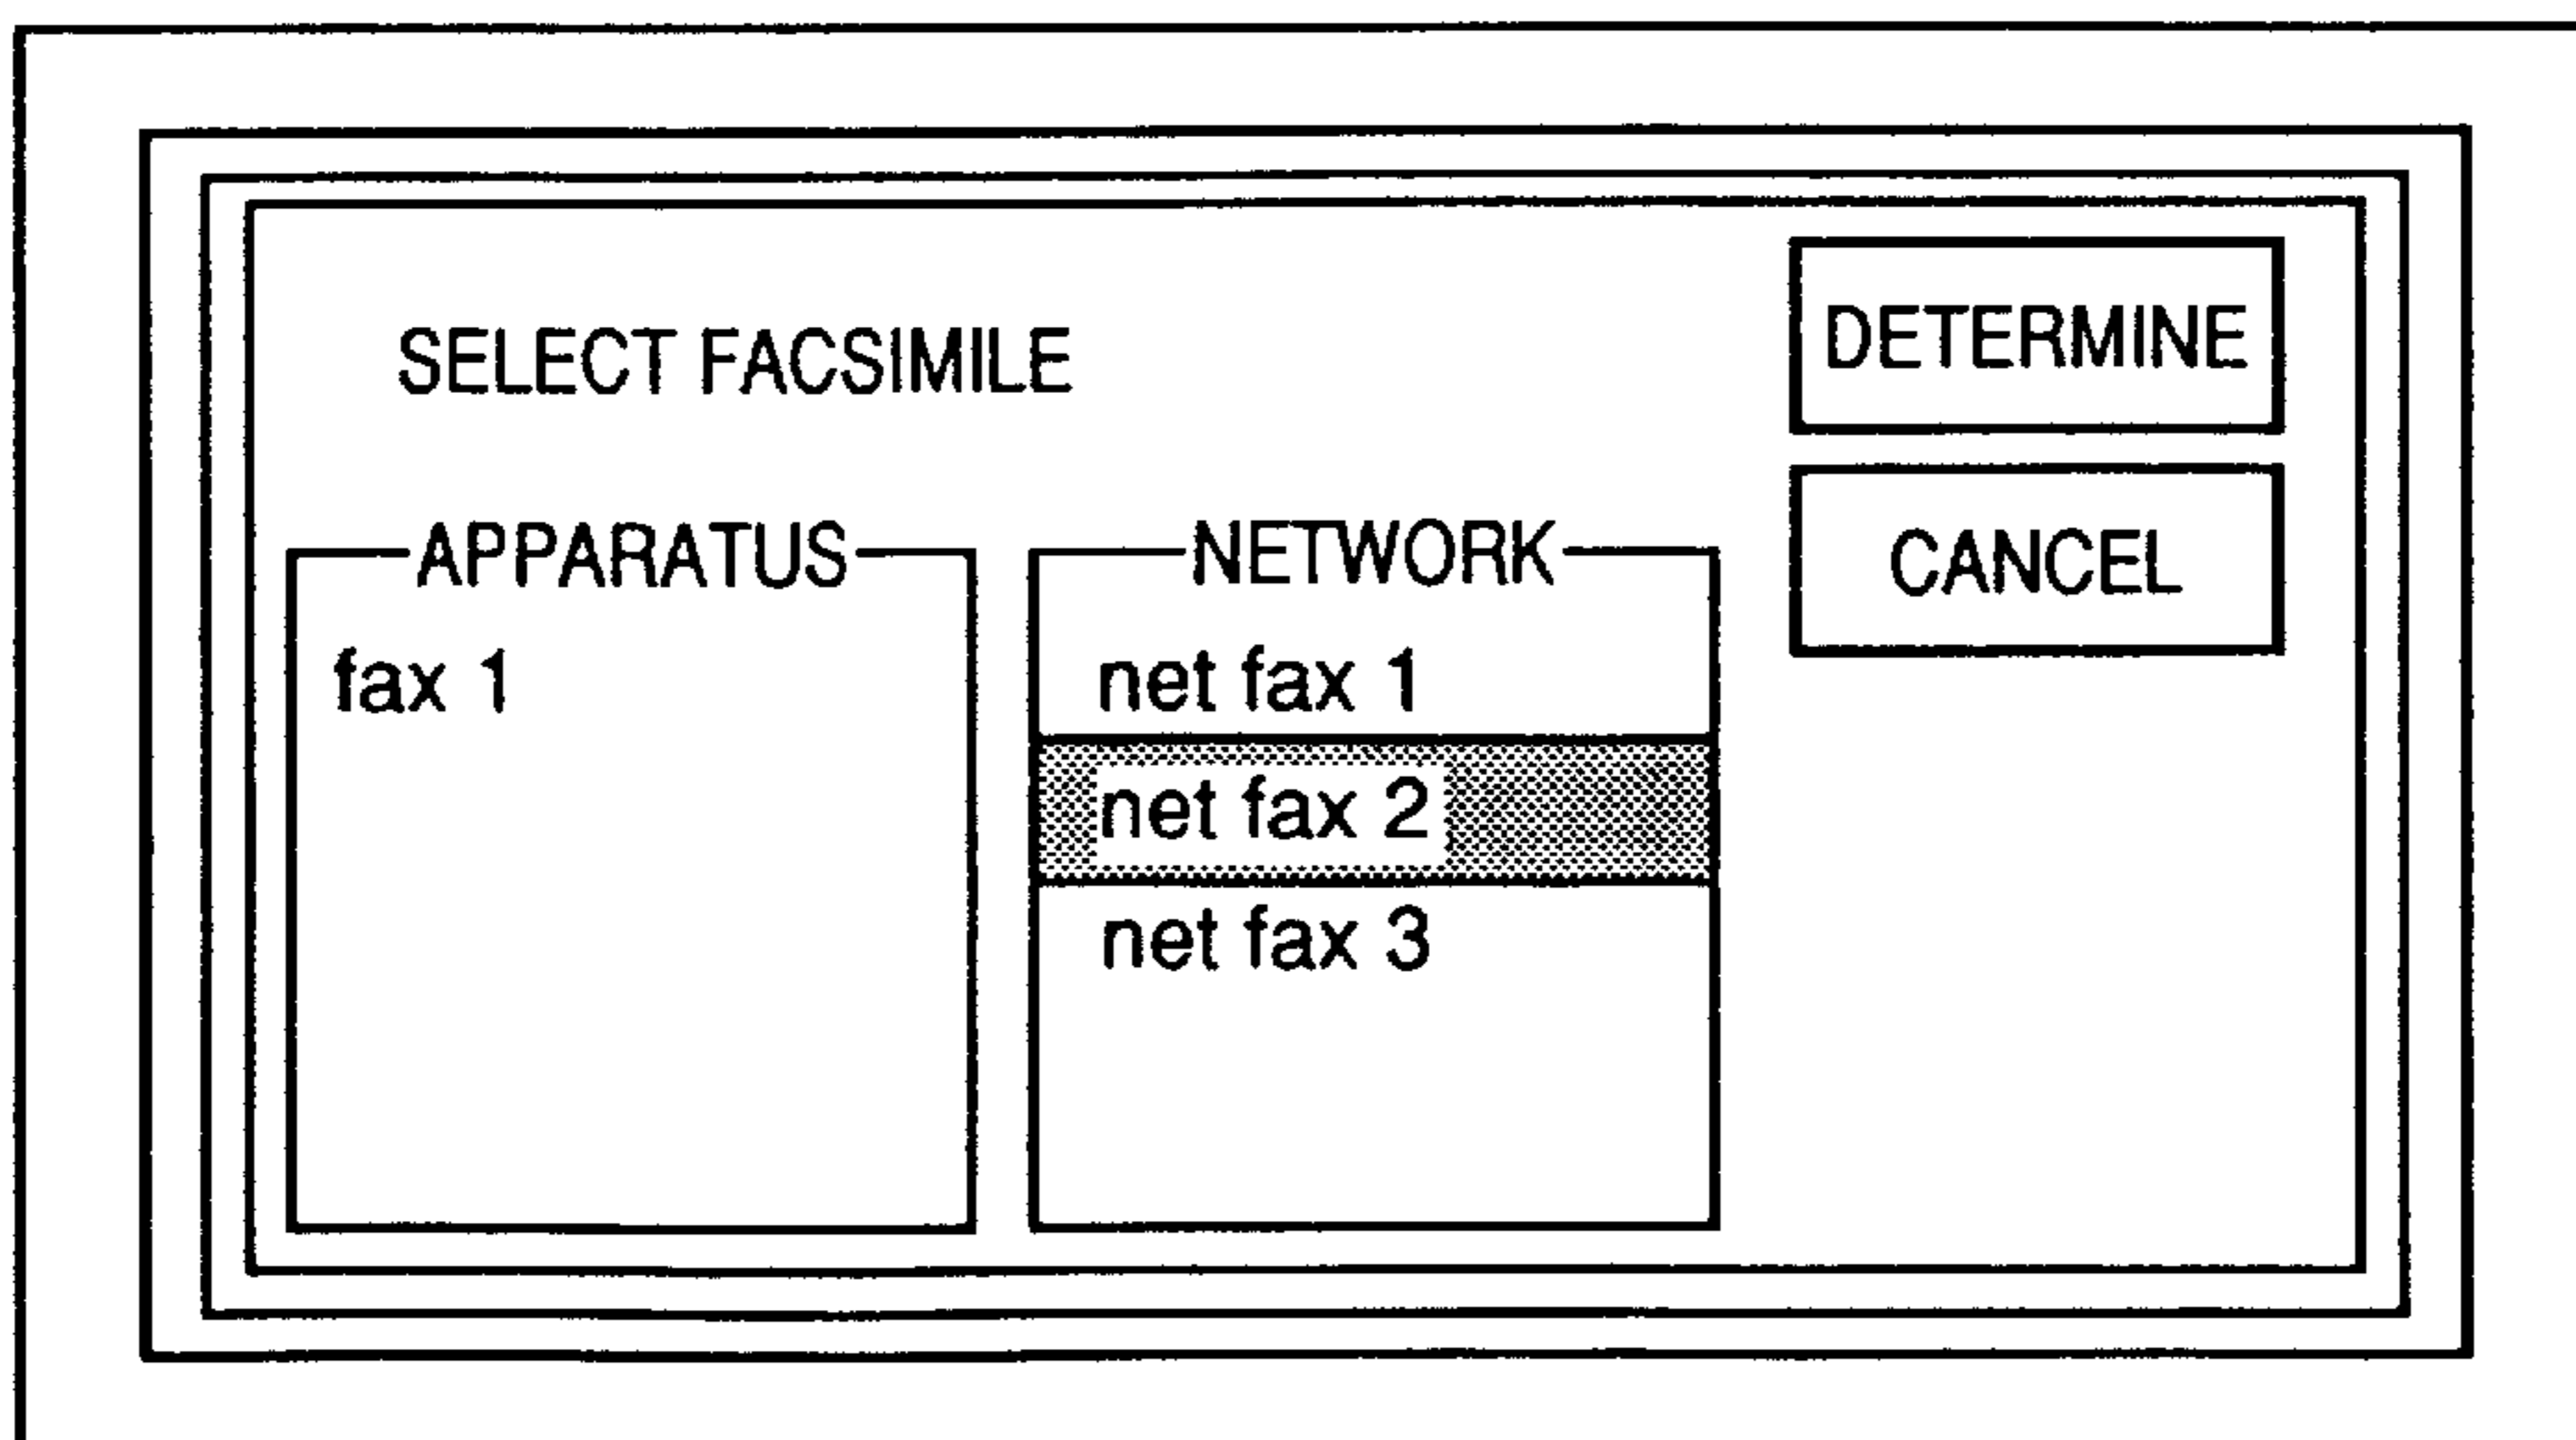 SELECT FACSIMILE
DETERMINE
CANCEL
APPARATUS
fax 1
NETWORK
net fax 1
net fax 2
net fax 3